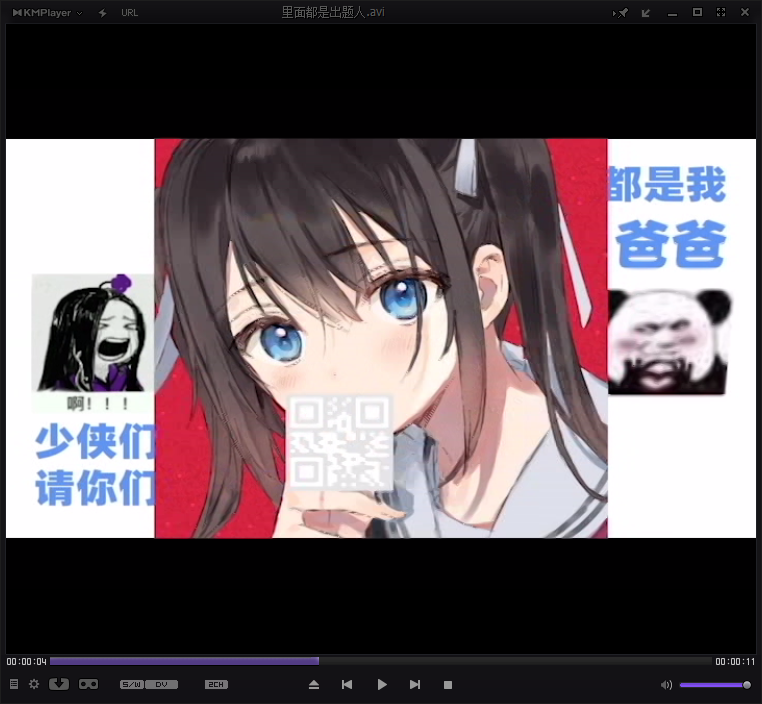 KMPlayer
URL
里面都是出题人.avi
都是我
爸爸
啊！！！
少侠们
请你们
00:00:04
00:00:11
S/W
DV
2CH